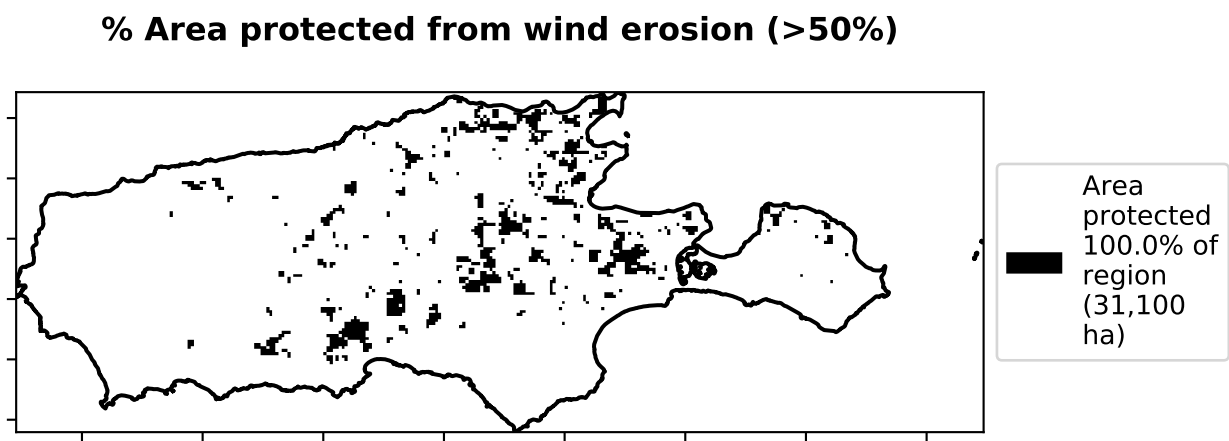 % Area protected from wind erosion (>50%)
Area
protected
100.0% of
region
(31,100
ha)